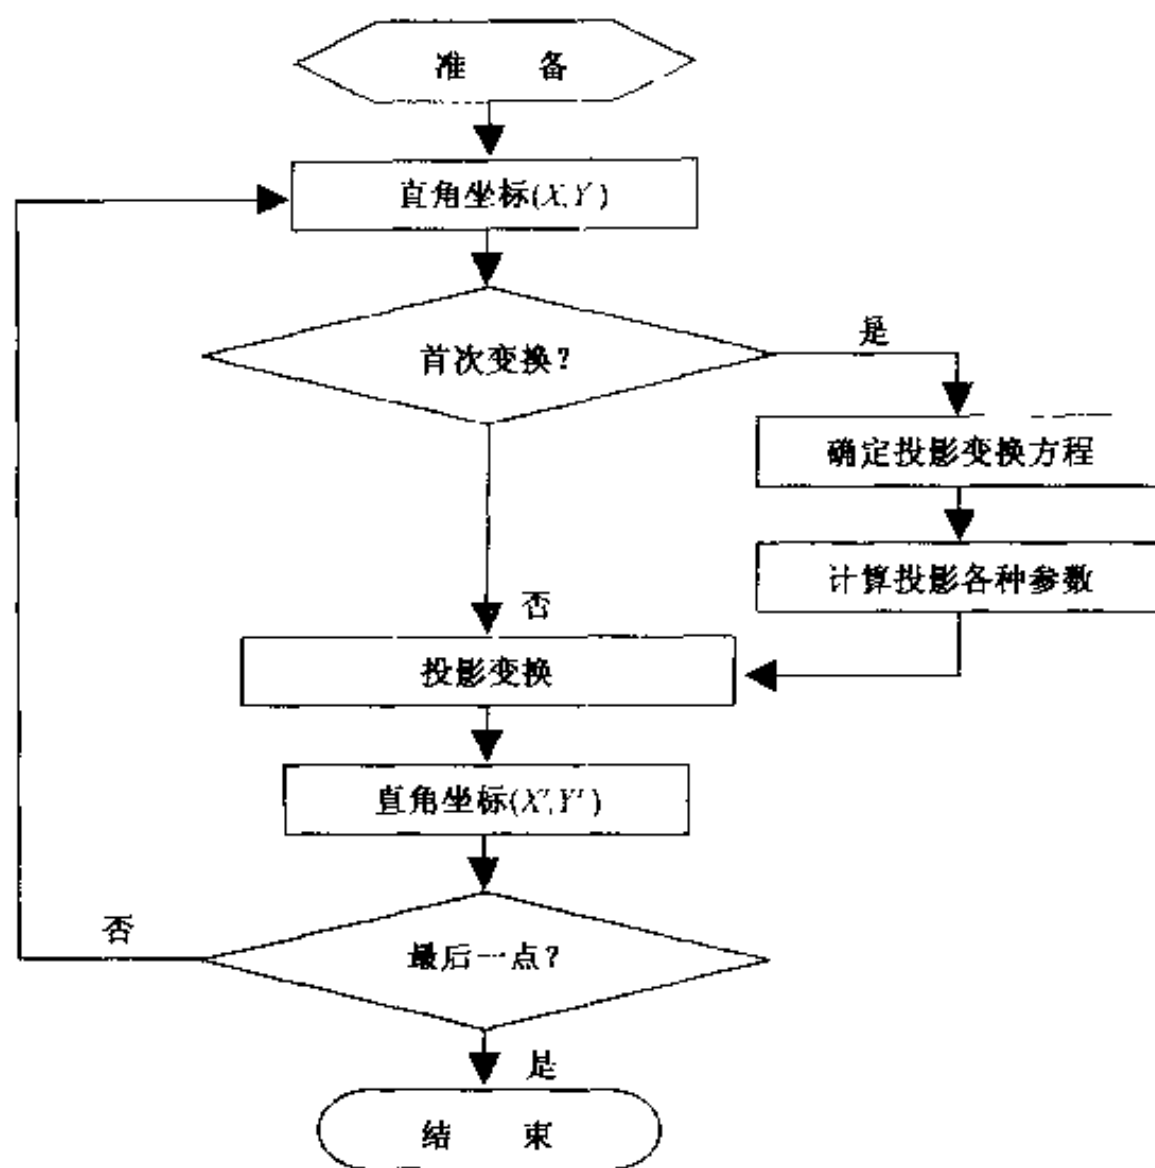 准 备
直角坐标(X,Y)
首次变换?
是
确定投影变换方程
计算投影各种参数
否
投影变换
直角坐标(X',Y')
否
最后一点?
是
结 束